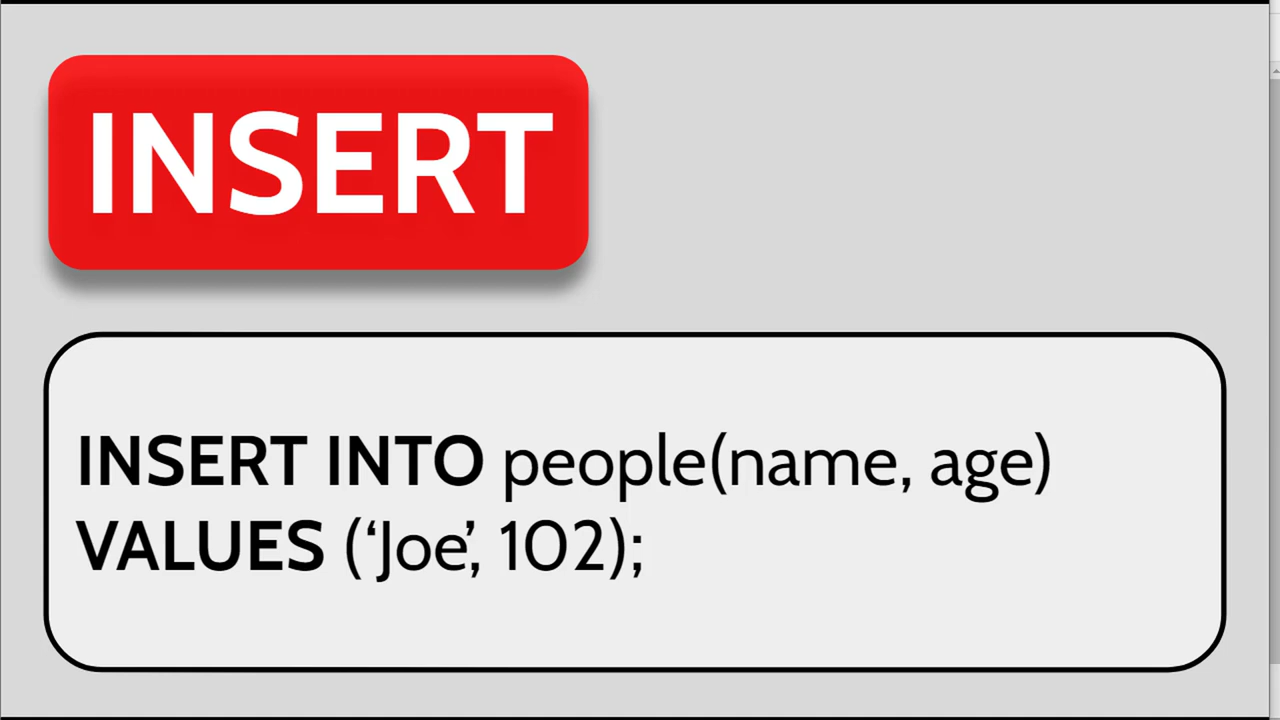 INSERT
INSERT INTO people(name, age)
VALUES (‘Joe’, 102);